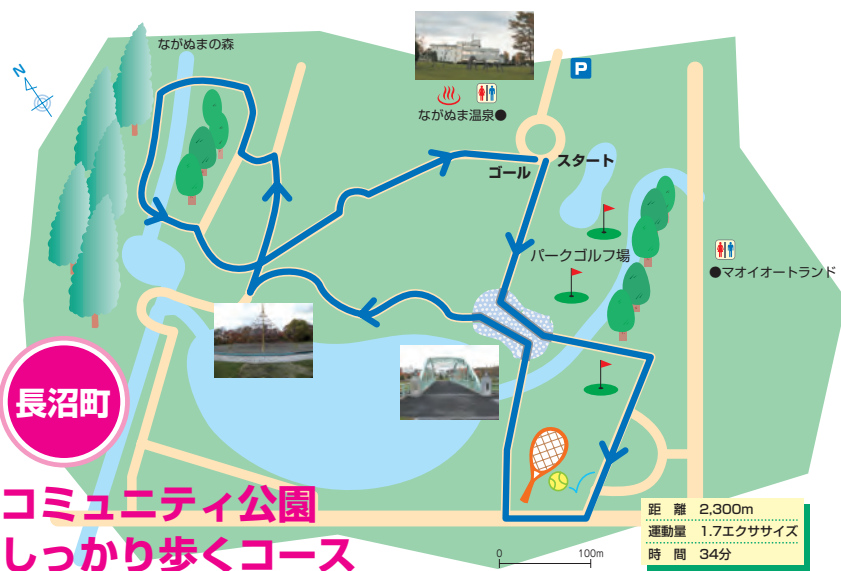 ながぬまの森
N
P
ながぬま温泉●
スタート
ゴール
パークゴルフ場
●マオイオートランド
長沼町
コミュニティ公園
しっかり歩くコース
距 離 2,300m
運動量 1.7エクササイズ
時 間 34分
0 100m